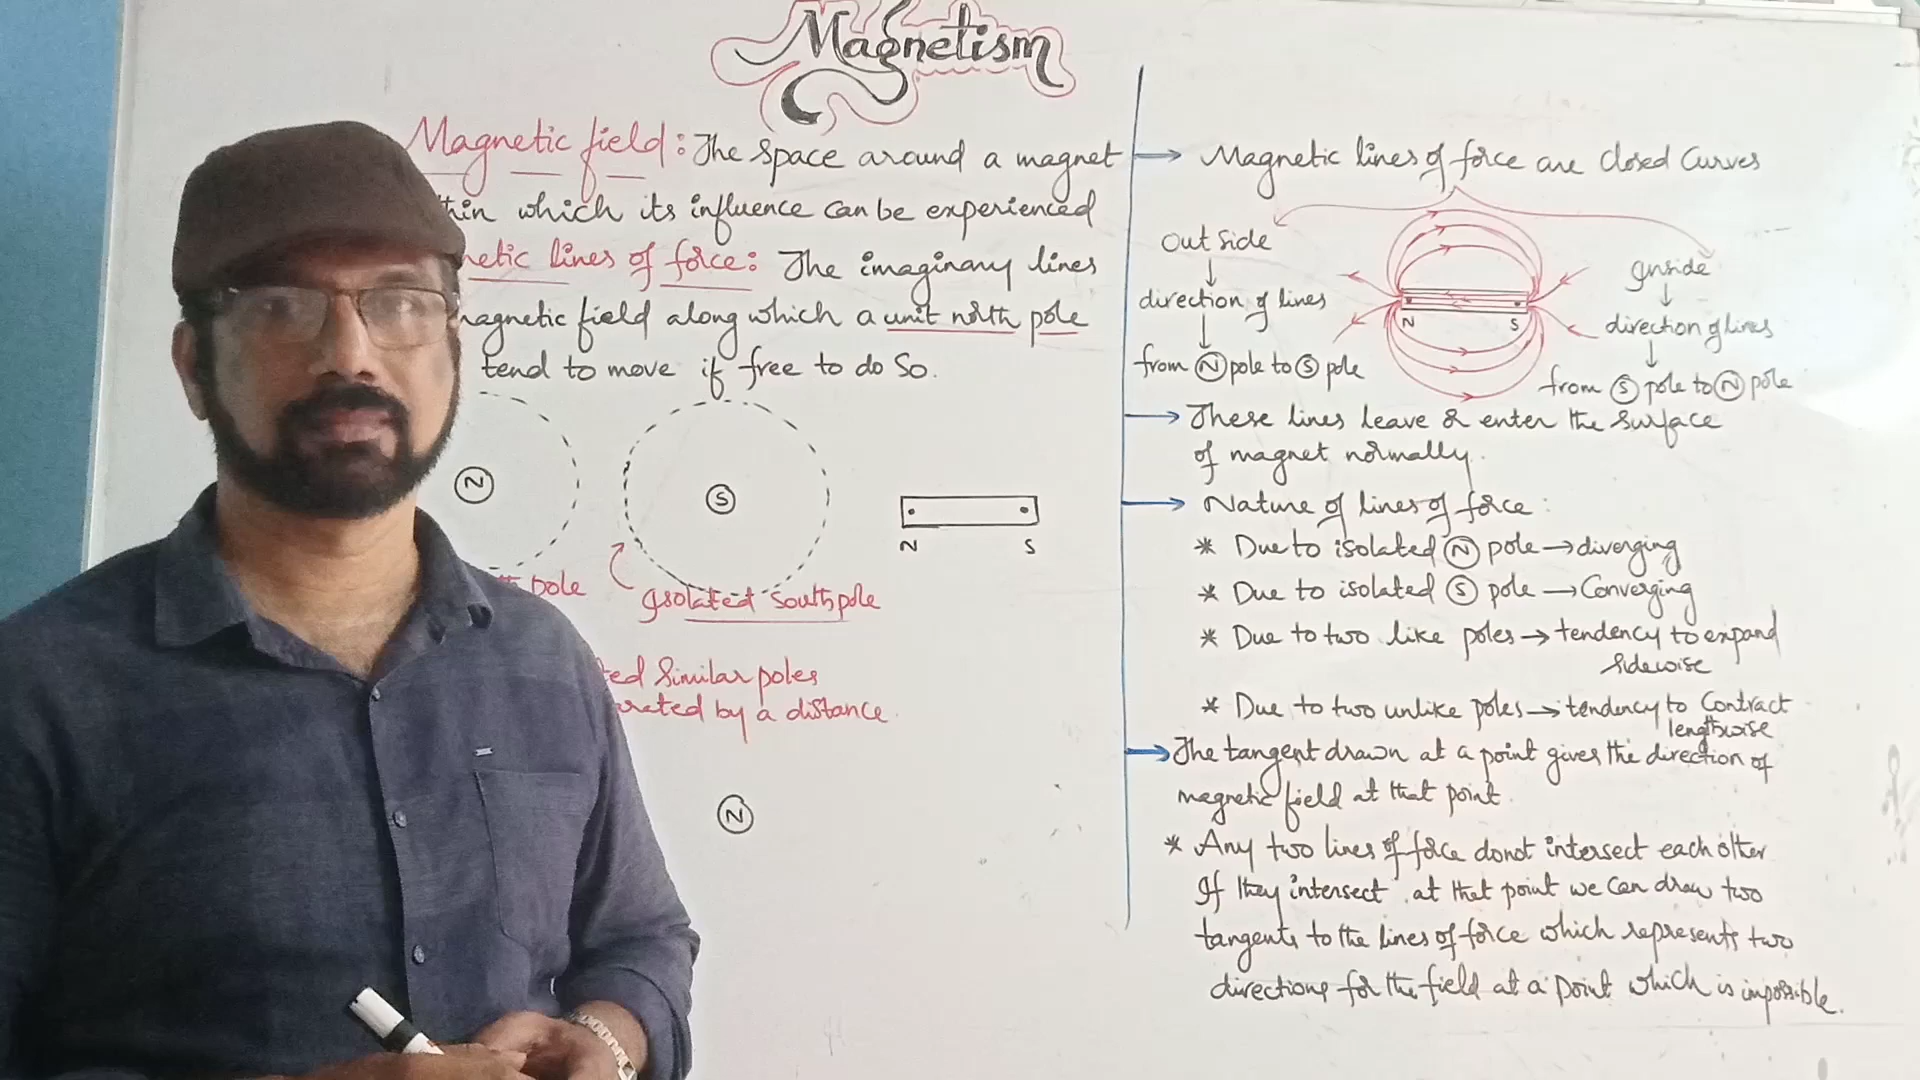 Magnetism
Magnetic field: The space around a magnet
thin which its influence can be experienced
netic lines of force: The imaginary lines
magnetic field along which a unit north pole
tend to move if free to do so.
N
S
N S
pole
Isolated south pole
ted similar poles
arated by a distance.
N
→ Magnetic lines of force are closed curves
Outside
↓
direction of lines
↓
from N pole to S pole
N S
Inside
↓
direction of lines
↓
from S pole to N pole
→ These lines leave & enter the surface
of magnet normally.
→ Nature of lines of force:
* Due to isolated N pole → diverging
* Due to isolated S pole → Converging
* Due to two like poles → tendency to expand
sidewise
* Due to two unlike poles → tendency to Contract
lengthwise
→ The tangent drawn at a point gives the direction of
magnetic field at that point.
* Any two lines of force donot intersect each other
If they intersect, at that point we can draw two
tangents to the lines of force which represents two
directions for the field at a point which is impossible.